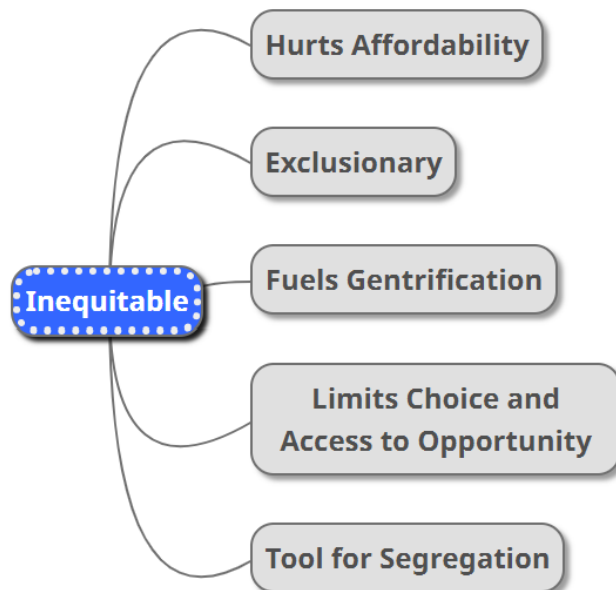 Hurts Affordability
Exclusionary
Inequitable
Fuels Gentrification
Limits Choice and
Access to Opportunity
Tool for Segregation